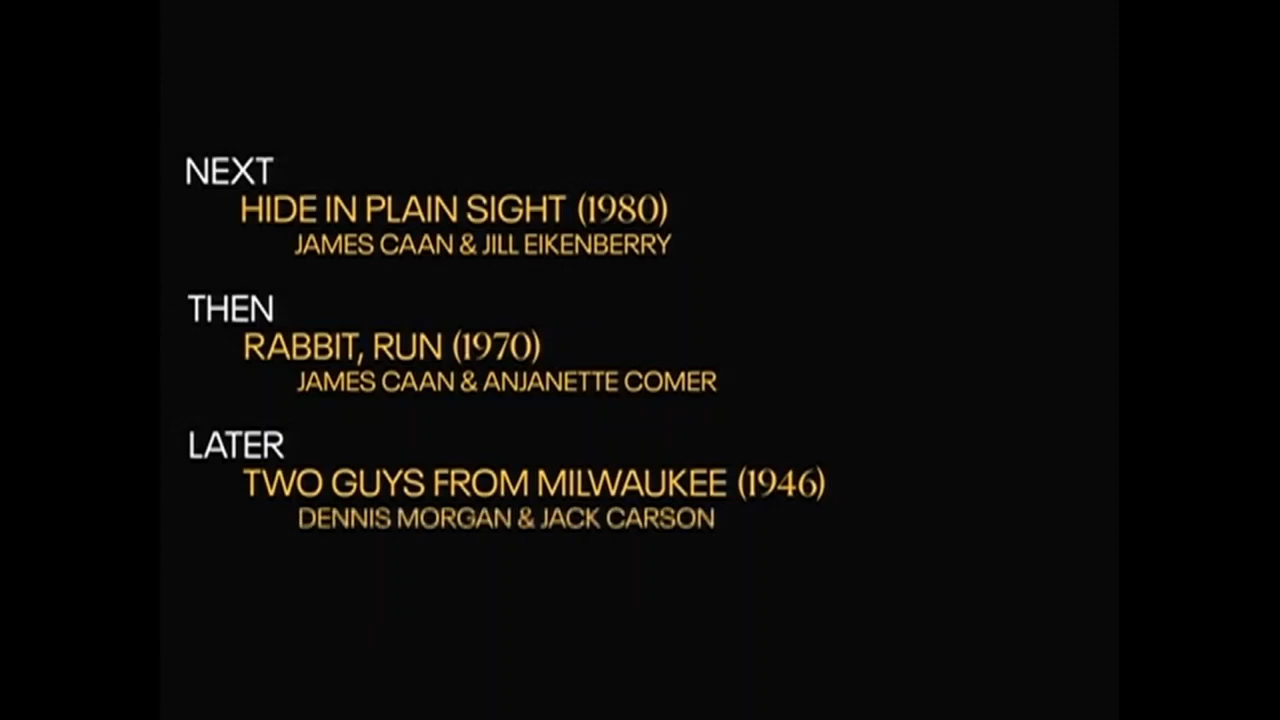 NEXT
HIDE IN PLAIN SIGHT (1980)
JAMES CAAN & JILL EIKENBERRY
THEN
RABBIT, RUN (1970)
JAMES CAAN & ANJANETTE COMER
LATER
TWO GUYS FROM MILWAUKEE (1946)
DENNIS MORGAN & JACK CARSON